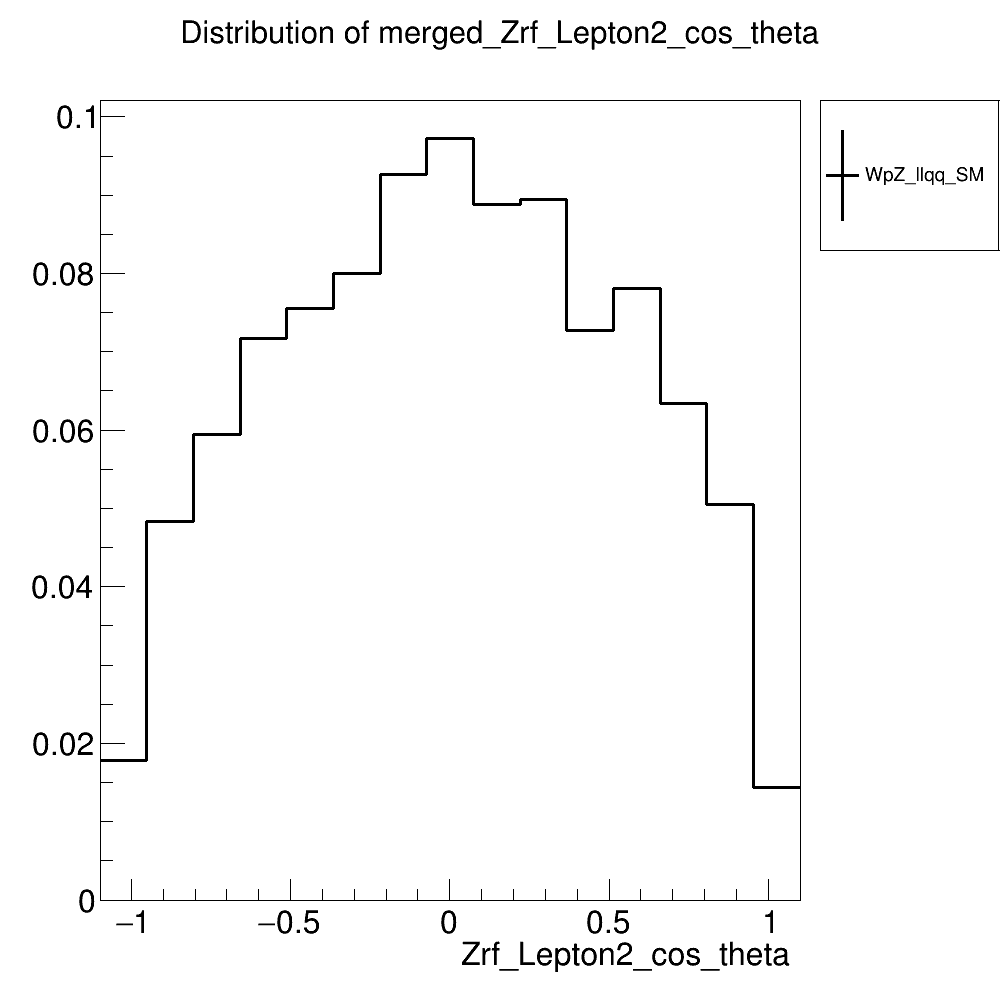 Distribution of merged_Zrf_Lepton2_cos_theta
0.1
0.08
0.06
0.04
0.02
0
−1 −0.5 0 0.5 1
Zrf_Lepton2_cos_theta
WpZ_llqq_SM